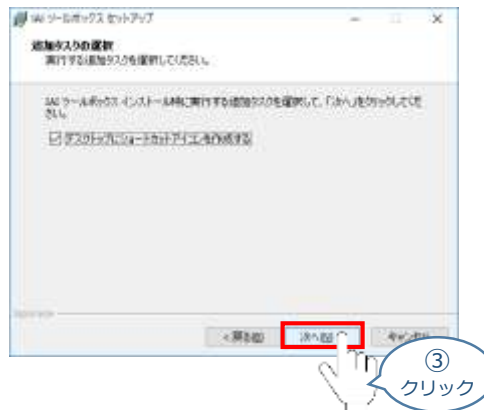 IAI ツールボックス セットアップ
追加タスクの選択
実行する追加タスクを選択してください。
IAI ツールボックス インストール時に実行する追加タスクを選択して、「次へ」をクリックしてくだ
さい。
デスクトップにショートカットアイコンを作成する
< 戻る(B)
次へ(N)
キャンセル
③
クリック